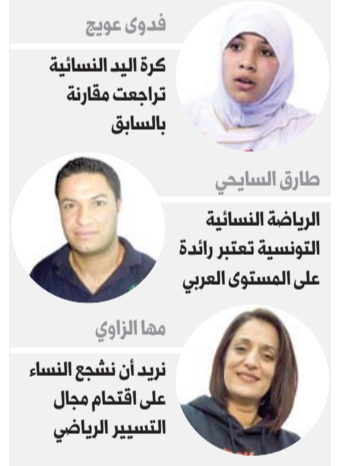 فدوى عويج
كرة اليد النسائية
تراجعت مقارنة
بالسابق
طارق السايحي
الرياضة النسائية
التونسية تعتبر رائدة
على المستوى العربي
مها الزاوي
نريد أن نشجع النساء
على اقتحام مجال
التسيير الرياضي